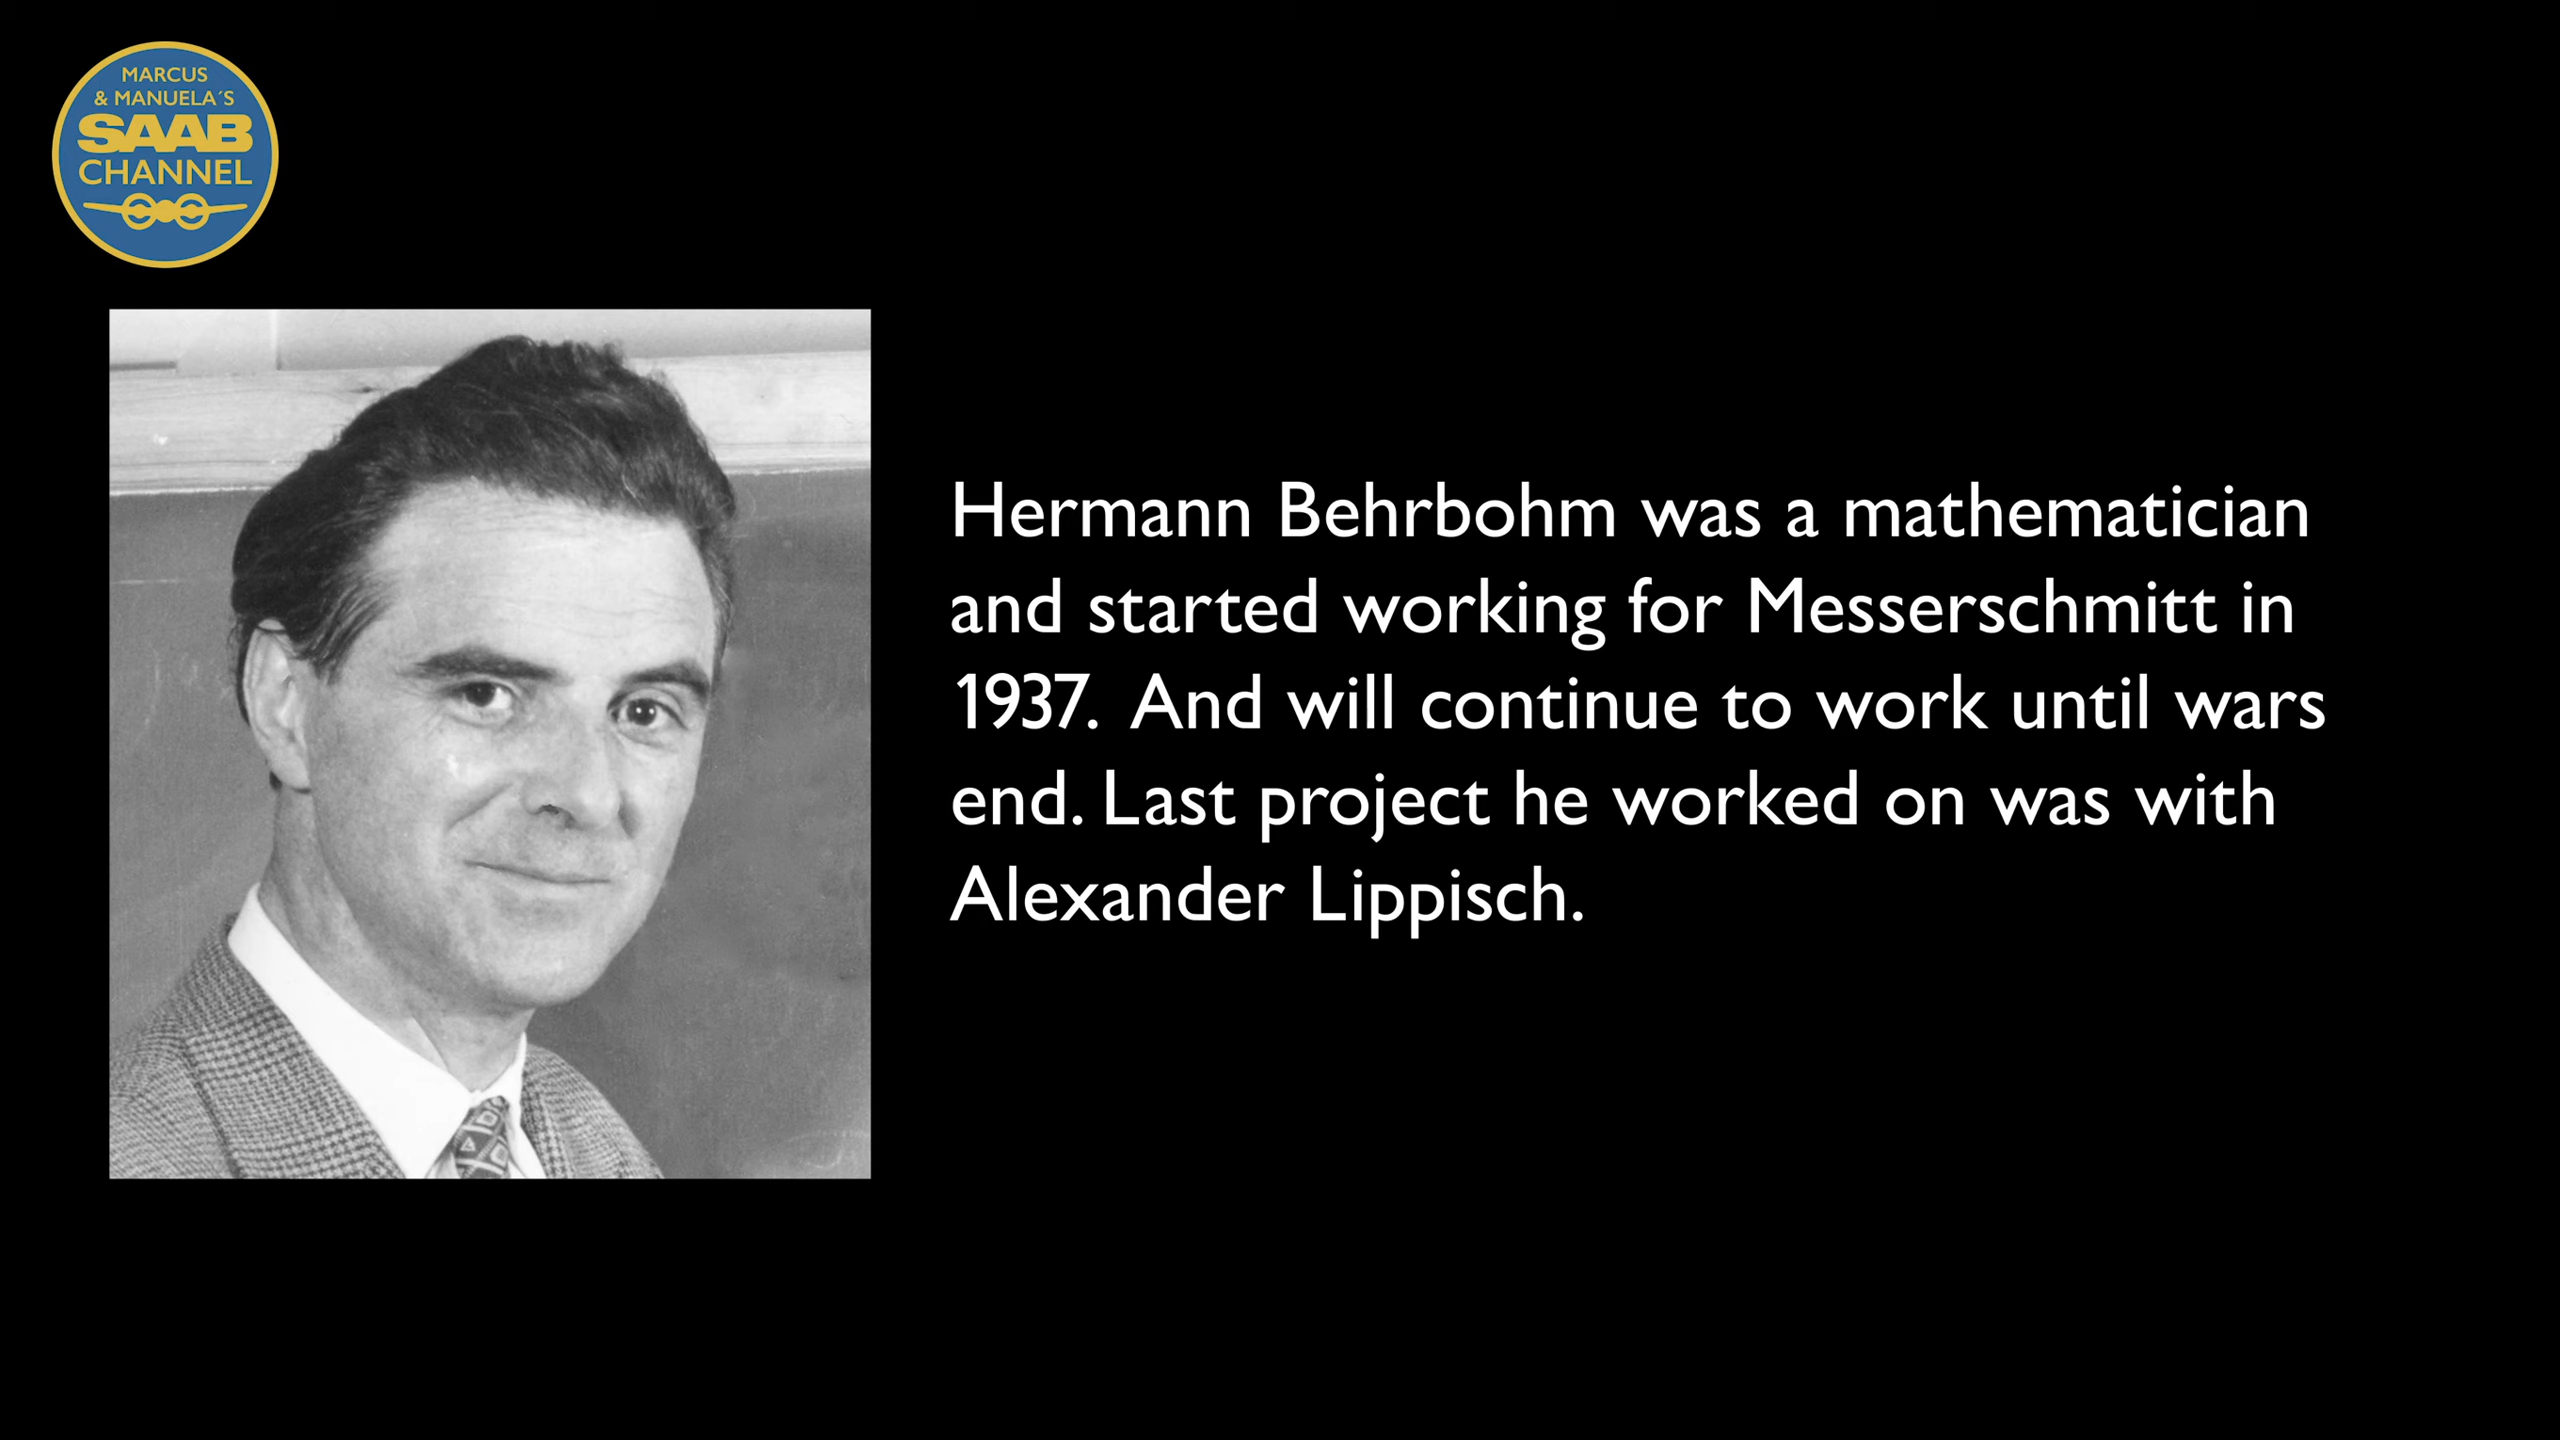 MARCUS
& MANUELA´S
SAAB
CHANNEL
Hermann Behrbohm was a mathematician
and started working for Messerschmitt in
1937.  And will continue to work until wars
end. Last project he worked on was with
Alexander Lippisch.